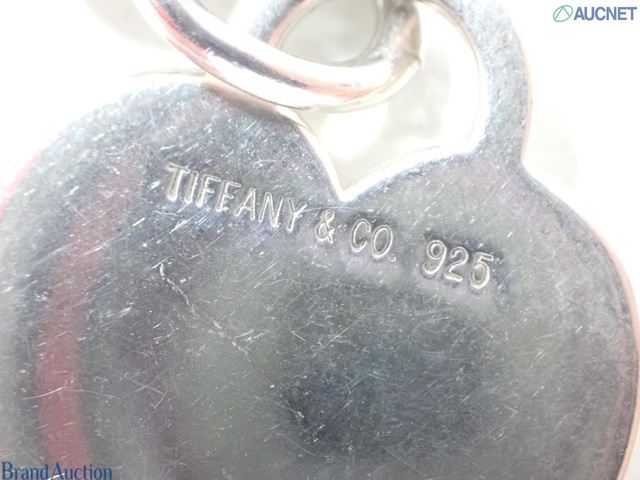 AUCNET
TIFFANY & CO. 925
Brand Auction